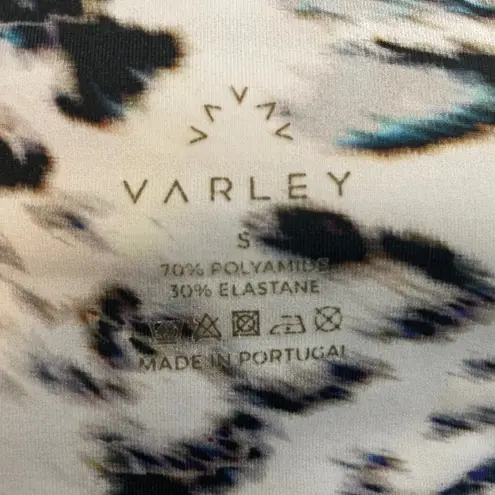 VARLEY
S
70% POLYAMIDE
30% ELASTANE
MADE IN PORTUGAL